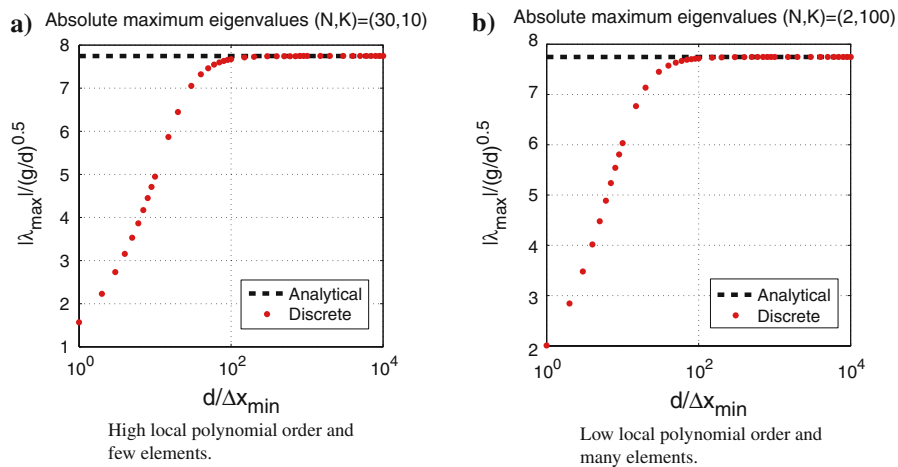 a) Absolute maximum eigenvalues (N,K)=(30,10)
8
7
6
5
4
3
2
1
|λmax|/(g/d)^0.5
Analytical
Discrete
10^0
10^2
10^4
d/Δxmin
High local polynomial order and
few elements.
b) Absolute maximum eigenvalues (N,K)=(2,100)
8
7
6
5
4
3
2
|λmax|/(g/d)^0.5
Analytical
Discrete
10^0
10^2
10^4
d/Δxmin
Low local polynomial order and
many elements.